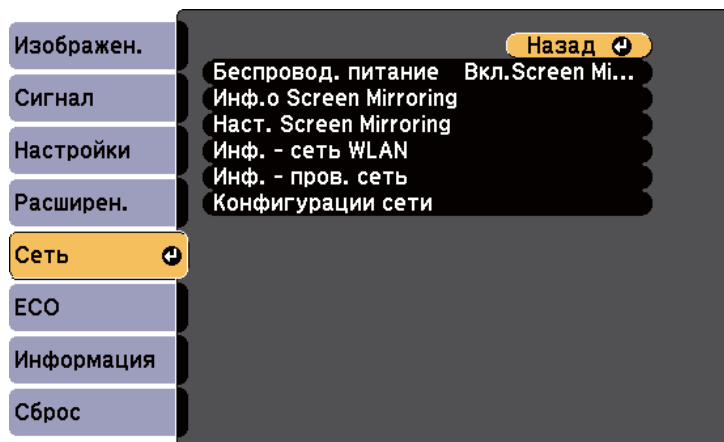 Изображен.
Сигнал
Настройки
Расширен.
Сеть
ECO
Информация
Сброс
Назад
Беспровод. питание Вкл.Screen Mi...
Инф.о Screen Mirroring
Наст. Screen Mirroring
Инф. - сеть WLAN
Инф. - пров. сеть
Конфигурации сети